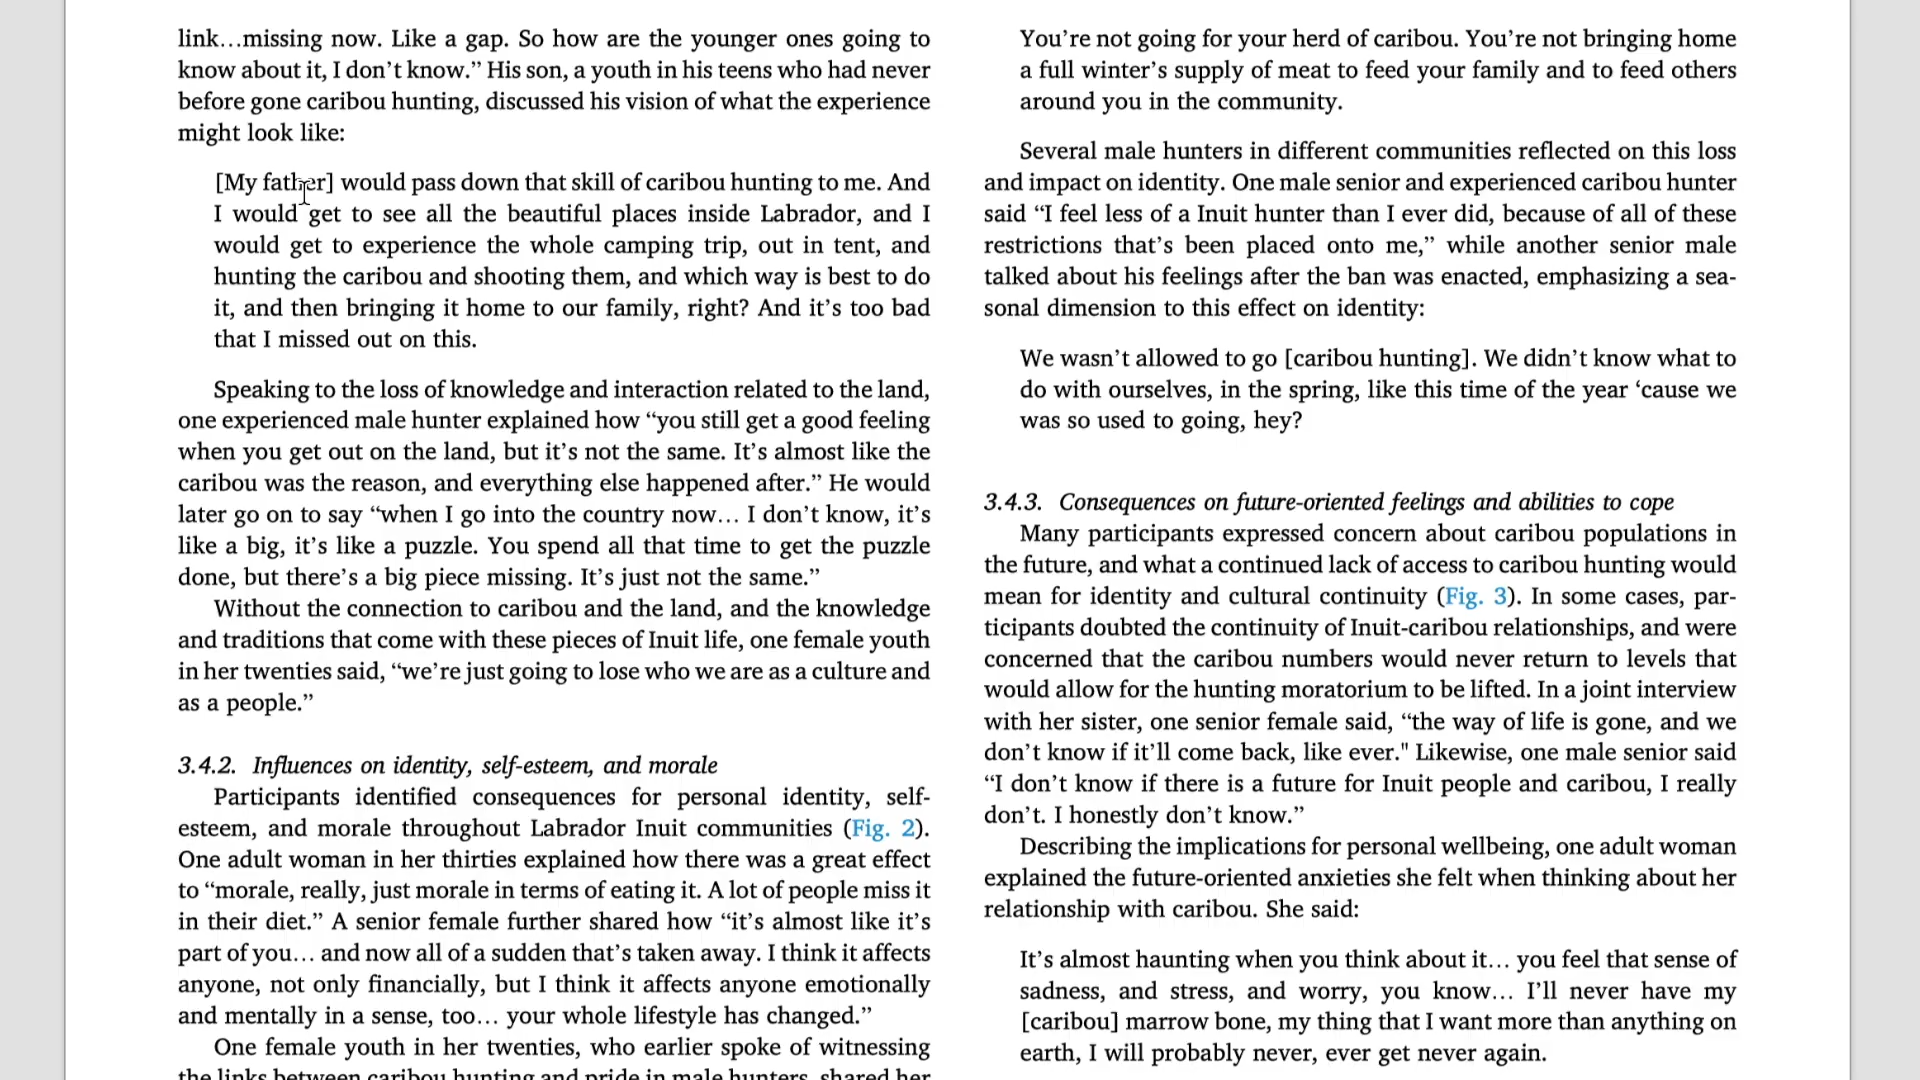 link…missing now. Like a gap. So how are the younger ones going to
know about it, I don’t know.” His son, a youth in his teens who had never
before gone caribou hunting, discussed his vision of what the experience
might look like:
[My father] would pass down that skill of caribou hunting to me. And
I would get to see all the beautiful places inside Labrador, and I
would get to experience the whole camping trip, out in tent, and
hunting the caribou and shooting them, and which way is best to do
it, and then bringing it home to our family, right? And it’s too bad
that I missed out on this.
Speaking to the loss of knowledge and interaction related to the land,
one experienced male hunter explained how “you still get a good feeling
when you get out on the land, but it’s not the same. It’s almost like the
caribou was the reason, and everything else happened after.” He would
later go on to say “when I go into the country now… I don’t know, it’s
like a big, it’s like a puzzle. You spend all that time to get the puzzle
done, but there’s a big piece missing. It’s just not the same.”
Without the connection to caribou and the land, and the knowledge
and traditions that come with these pieces of Inuit life, one female youth
in her twenties said, “we’re just going to lose who we are as a culture and
as a people.”
3.4.2. Influences on identity, self-esteem, and morale
Participants identified consequences for personal identity, self-
esteem, and morale throughout Labrador Inuit communities (Fig. 2).
One adult woman in her thirties explained how there was a great effect
to “morale, really, just morale in terms of eating it. A lot of people miss it
in their diet.” A senior female further shared how “it’s almost like it’s
part of you… and now all of a sudden that’s taken away. I think it affects
anyone, not only financially, but I think it affects anyone emotionally
and mentally in a sense, too… your whole lifestyle has changed.”
One female youth in her twenties, who earlier spoke of witnessing
the links between caribou hunting and pride in male hunters, shared her
You’re not going for your herd of caribou. You’re not bringing home
a full winter’s supply of meat to feed your family and to feed others
around you in the community.
Several male hunters in different communities reflected on this loss
and impact on identity. One male senior and experienced caribou hunter
said “I feel less of a Inuit hunter than I ever did, because of all of these
restrictions that’s been placed onto me,” while another senior male
talked about his feelings after the ban was enacted, emphasizing a sea-
sonal dimension to this effect on identity:
We wasn’t allowed to go [caribou hunting]. We didn’t know what to
do with ourselves, in the spring, like this time of the year ‘cause we
was so used to going, hey?
3.4.3. Consequences on future-oriented feelings and abilities to cope
Many participants expressed concern about caribou populations in
the future, and what a continued lack of access to caribou hunting would
mean for identity and cultural continuity (Fig. 3). In some cases, par-
ticipants doubted the continuity of Inuit-caribou relationships, and were
concerned that the caribou numbers would never return to levels that
would allow for the hunting moratorium to be lifted. In a joint interview
with her sister, one senior female said, “the way of life is gone, and we
don’t know if it’ll come back, like ever." Likewise, one male senior said
“I don’t know if there is a future for Inuit people and caribou, I really
don’t. I honestly don’t know.”
Describing the implications for personal wellbeing, one adult woman
explained the future-oriented anxieties she felt when thinking about her
relationship with caribou. She said:
It’s almost haunting when you think about it… you feel that sense of
sadness, and stress, and worry, you know… I’ll never have my
[caribou] marrow bone, my thing that I want more than anything on
earth, I will probably never, ever get never again.